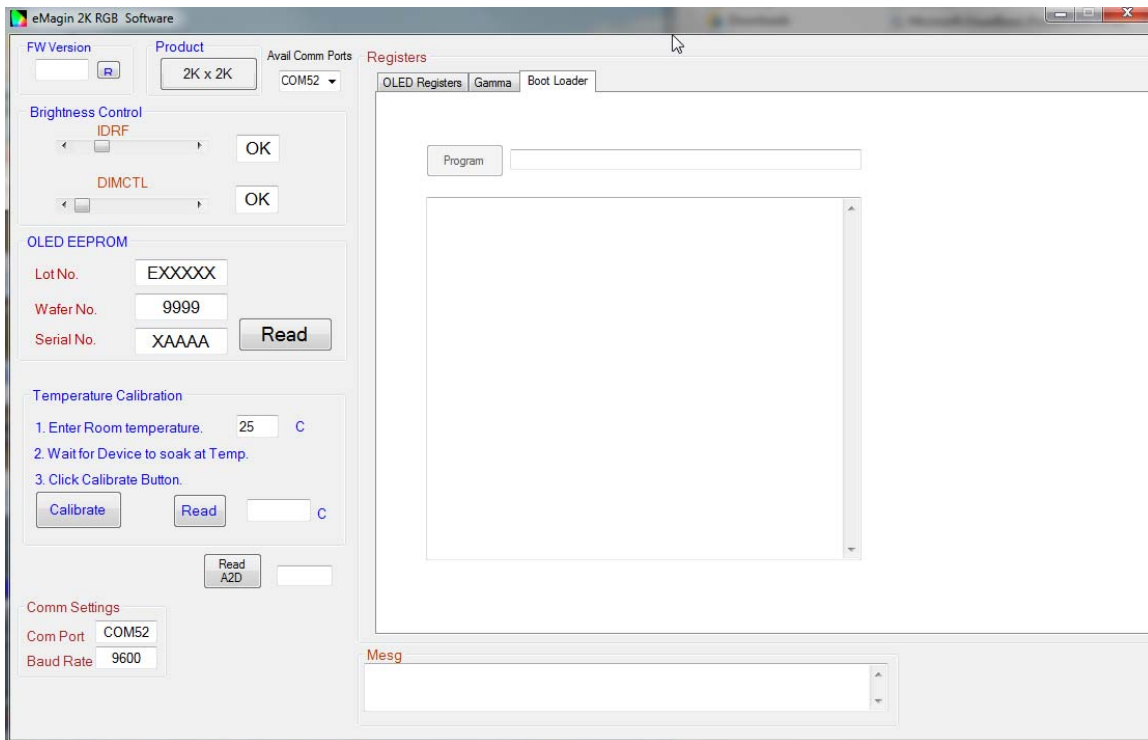 eMagin 2K RGB Software
FW Version
R
Product
2K x 2K
Avail Comm Ports
COM52
Brightness Control
IDRF
OK
DIMCTL
OK
OLED EEPROM
Lot No. EXXXXX
Wafer No. 9999
Serial No. XAAAA
Read
Temperature Calibration
1. Enter Room temperature. 25 C
2. Wait for Device to soak at Temp.
3. Click Calibrate Button.
Calibrate Read C
Read
A2D
Comm Settings
Com Port COM52
Baud Rate 9600
Registers
OLED Registers Gamma Boot Loader
Program
Mesg